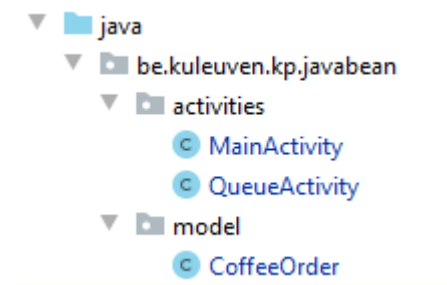 java
be.kuleuven.kp.javabean
activities
C MainActivity
C QueueActivity
model
C CoffeeOrder